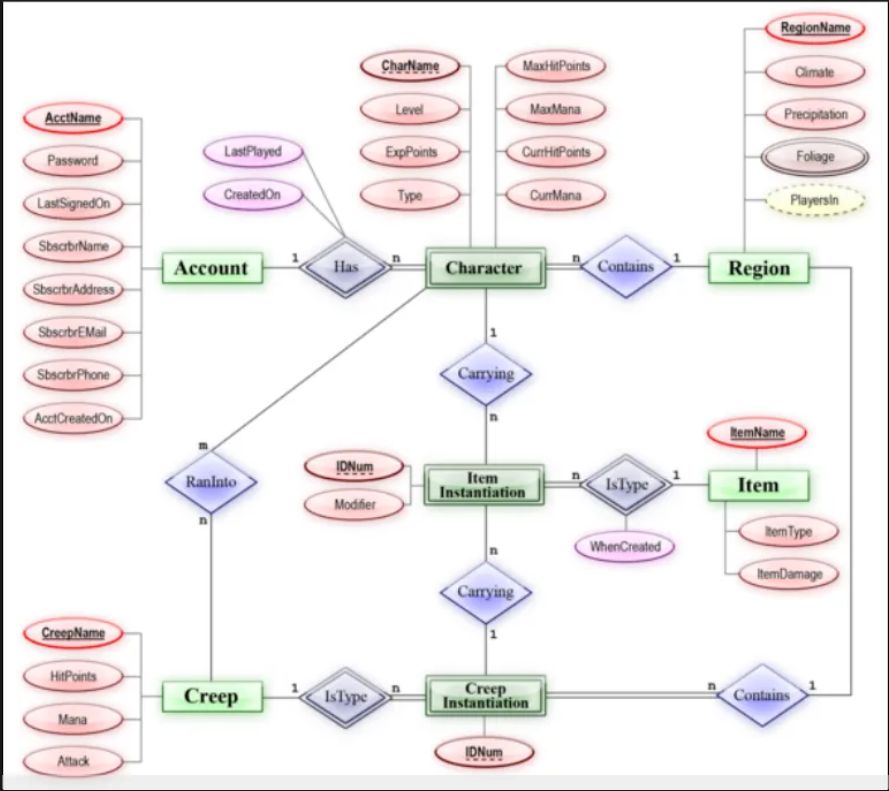 RegionName
CharName
MaxHitPoints
Climate
Level
MaxMana
AcctName
Precipitation
LastPlayed
ExpPoints
CurrHitPoints
Password
Foliage
CreatedOn
Type
CurrMana
LastSignedOn
PlayersIn
SbscrbrName
Account
1
Has
n
Character
n
Contains
1
Region
SbscrbrAddress
SbscrbrEMail
1
SbscrbrPhone
Carrying
AcctCreatedOn
n
ItemName
m
IDNum
RanInto
Item
Instantiation
n
IsType
1
Item
Modifier
n
WhenCreated
ItemType
n
ItemDamage
Carrying
CreepName
1
HitPoints
Creep
1
IsType
n
Creep
Instantiation
n
Contains
1
Mana
IDNum
Attack